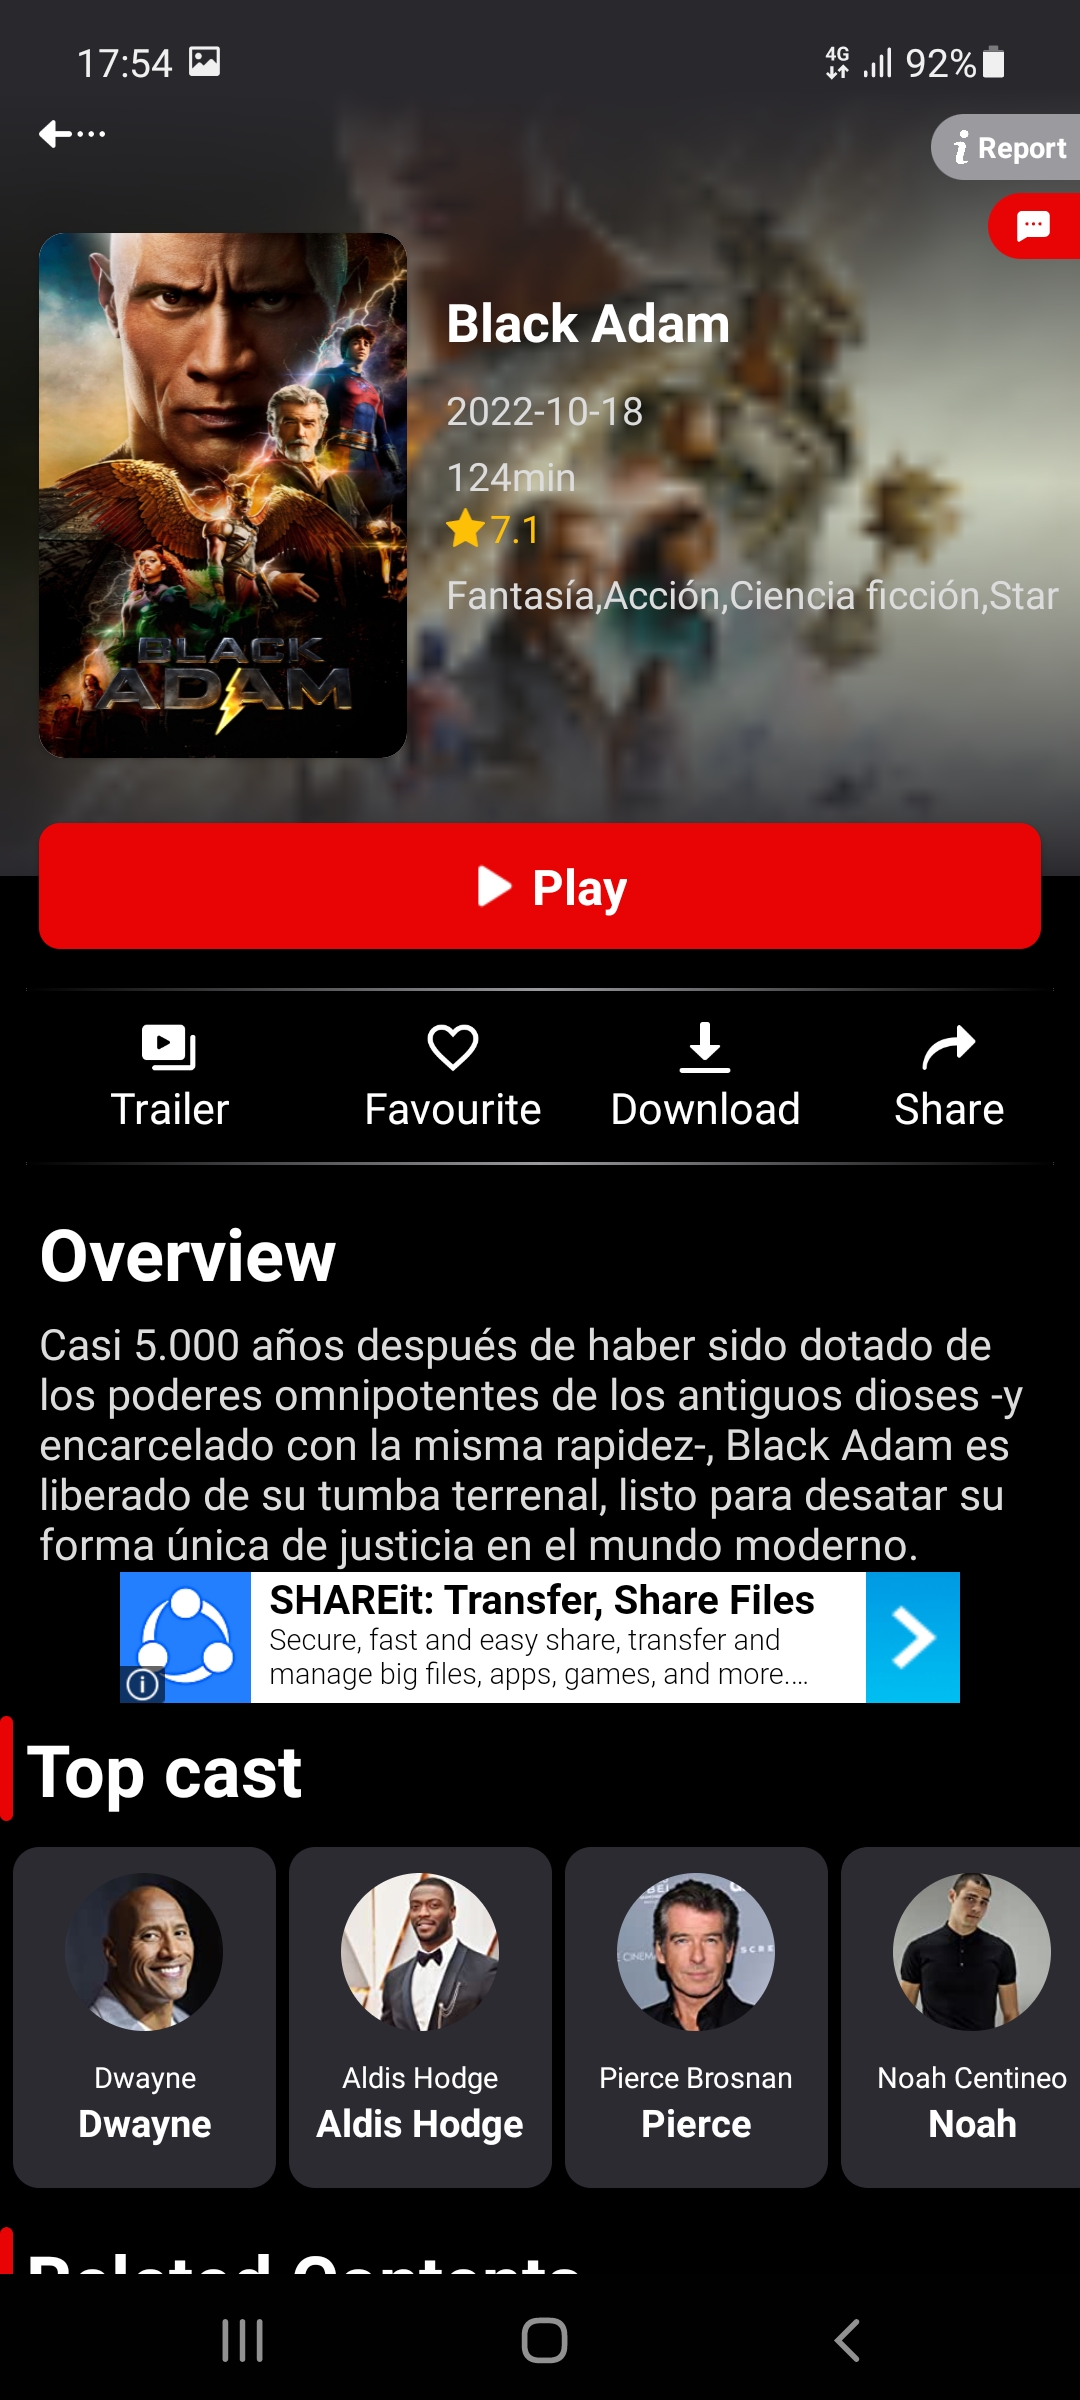 17:54
4G
92%
Report
Black Adam
2022-10-18
124min
7.1
Fantasía,Acción,Ciencia ficción,Star
BLACK
ADAM
Play
Trailer
Favourite
Download
Share
Overview
Casi 5.000 años después de haber sido dotado de
los poderes omnipotentes de los antiguos dioses -y
encarcelado con la misma rapidez-, Black Adam es
liberado de su tumba terrenal, listo para desatar su
forma única de justicia en el mundo moderno.
SHAREit: Transfer, Share Files
Secure, fast and easy share, transfer and
manage big files, apps, games, and more....
Top cast
Dwayne
Dwayne
Aldis Hodge
Aldis Hodge
Pierce Brosnan
Pierce
Noah Centineo
Noah
Related Contents